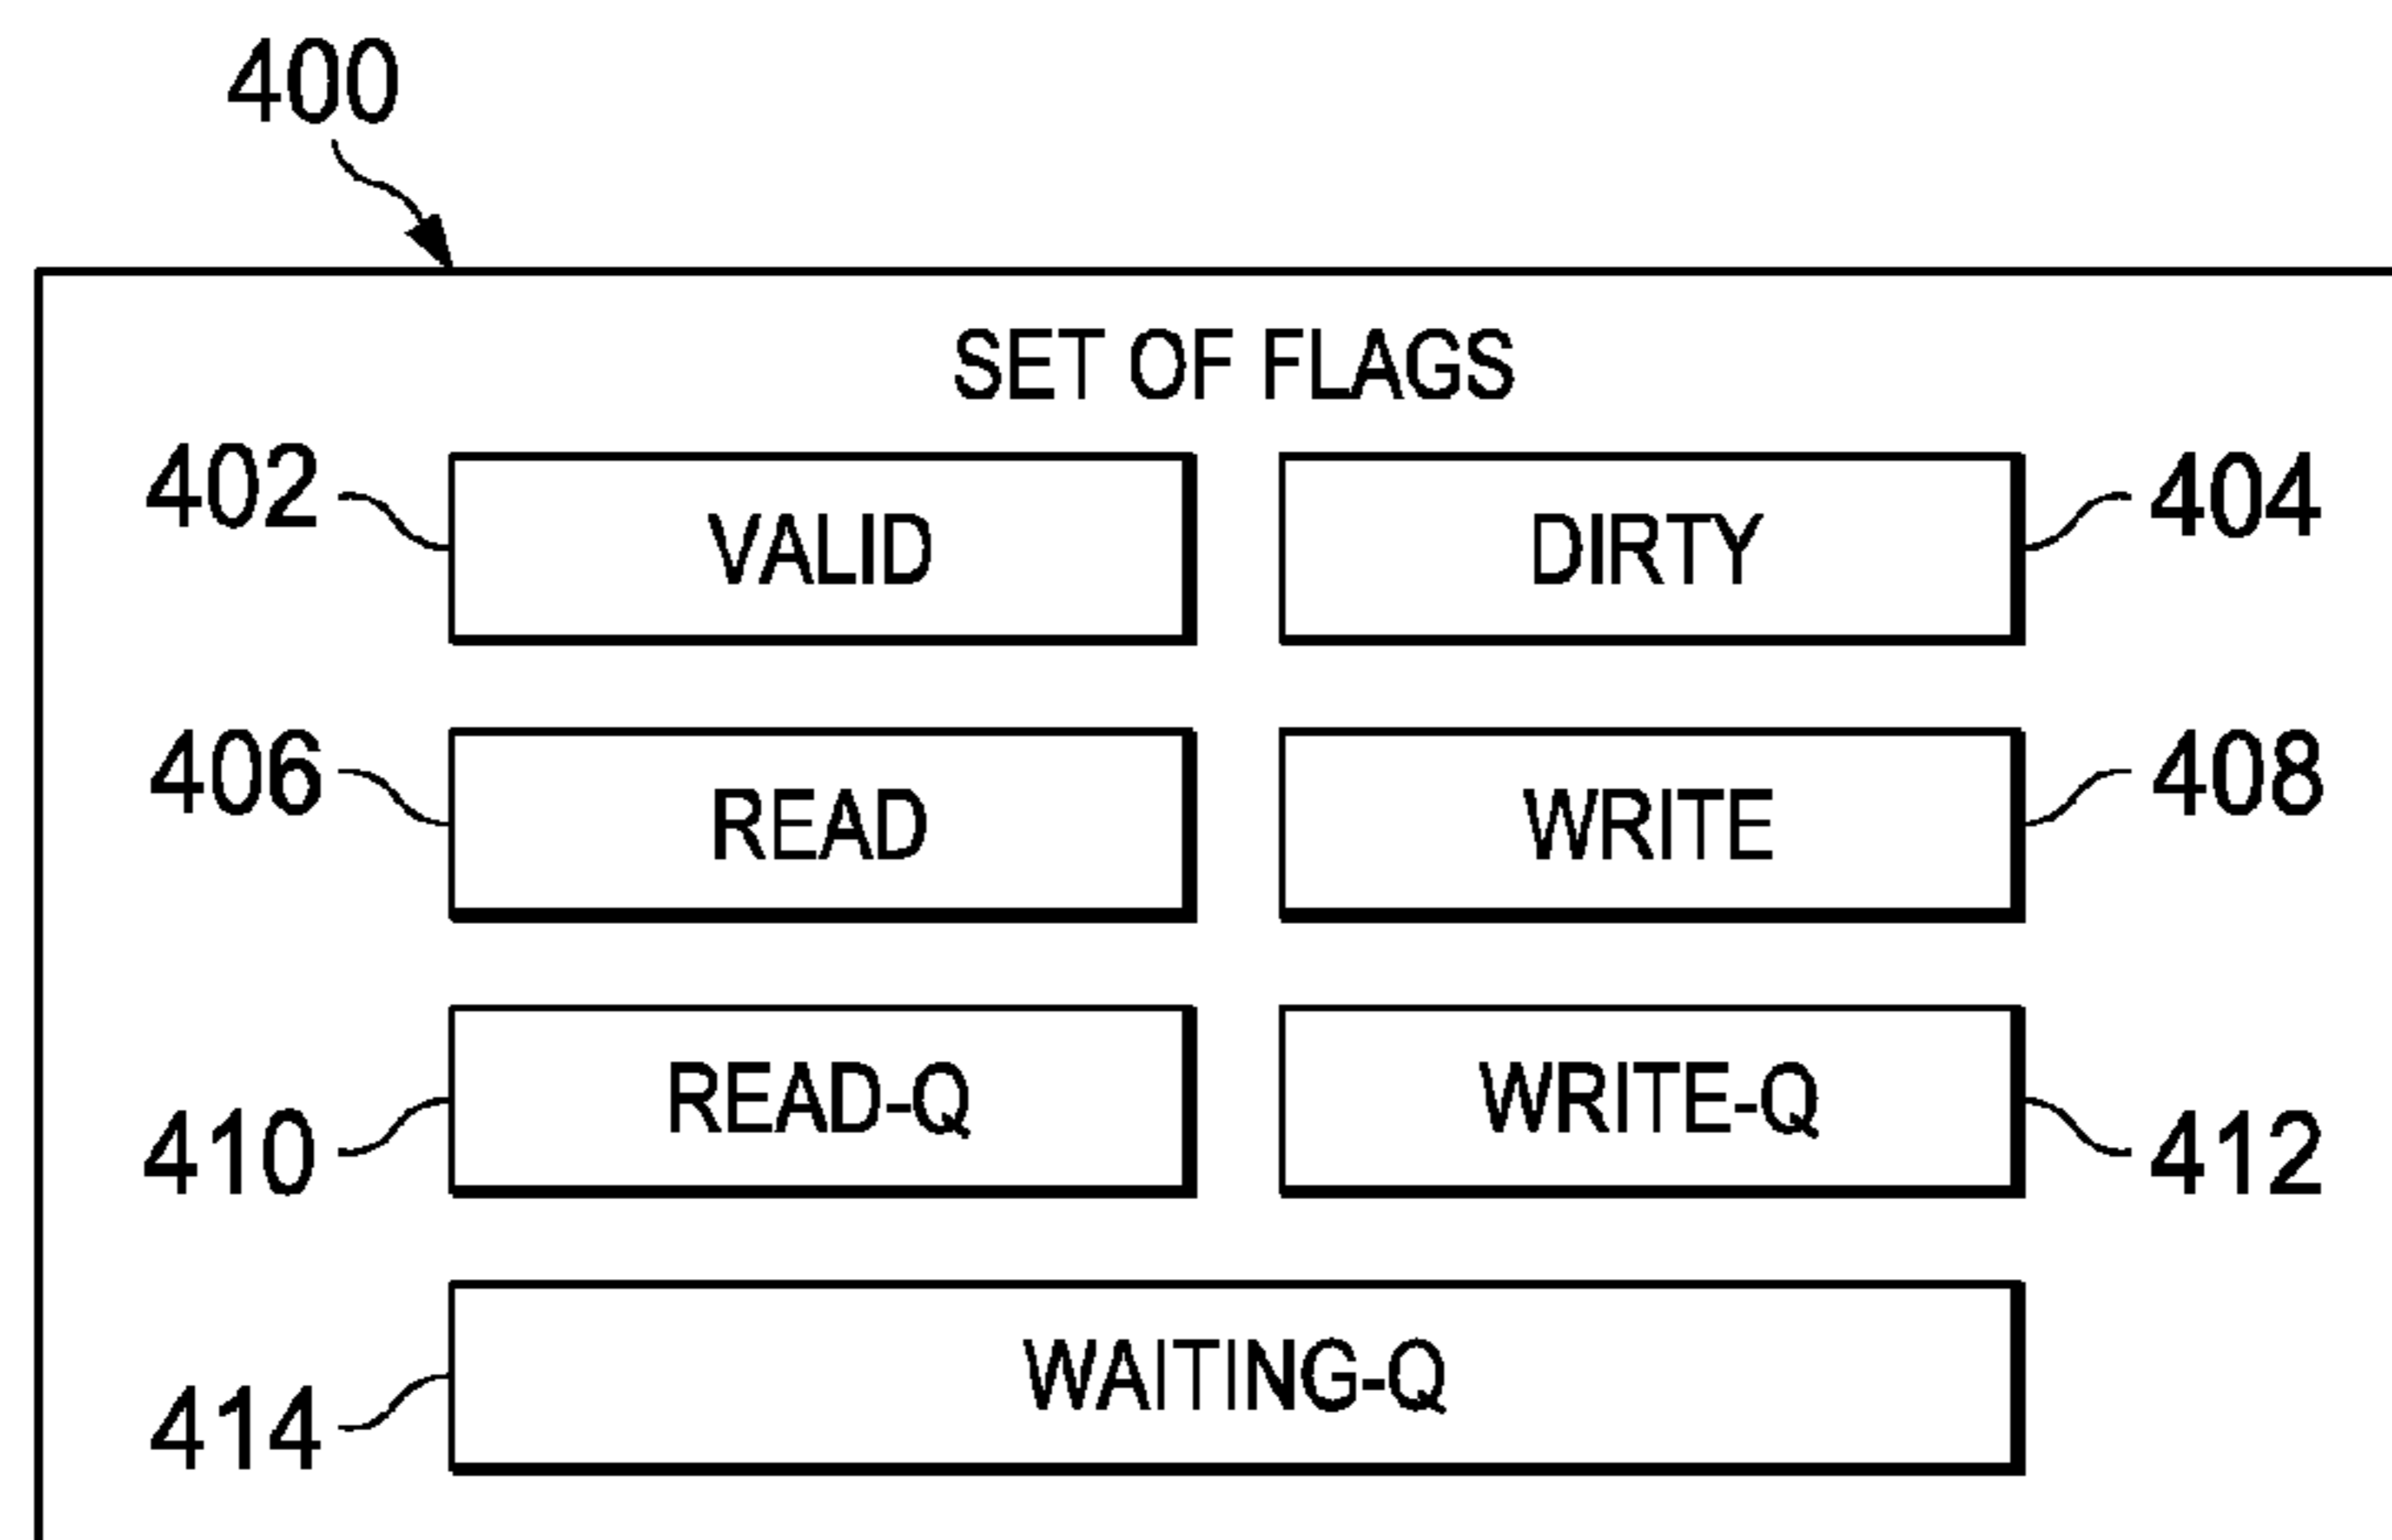 400
SET OF FLAGS
402 VALID DIRTY 404
406 READ WRITE 408
410 READ-Q WRITE-Q 412
414 WAITING-Q